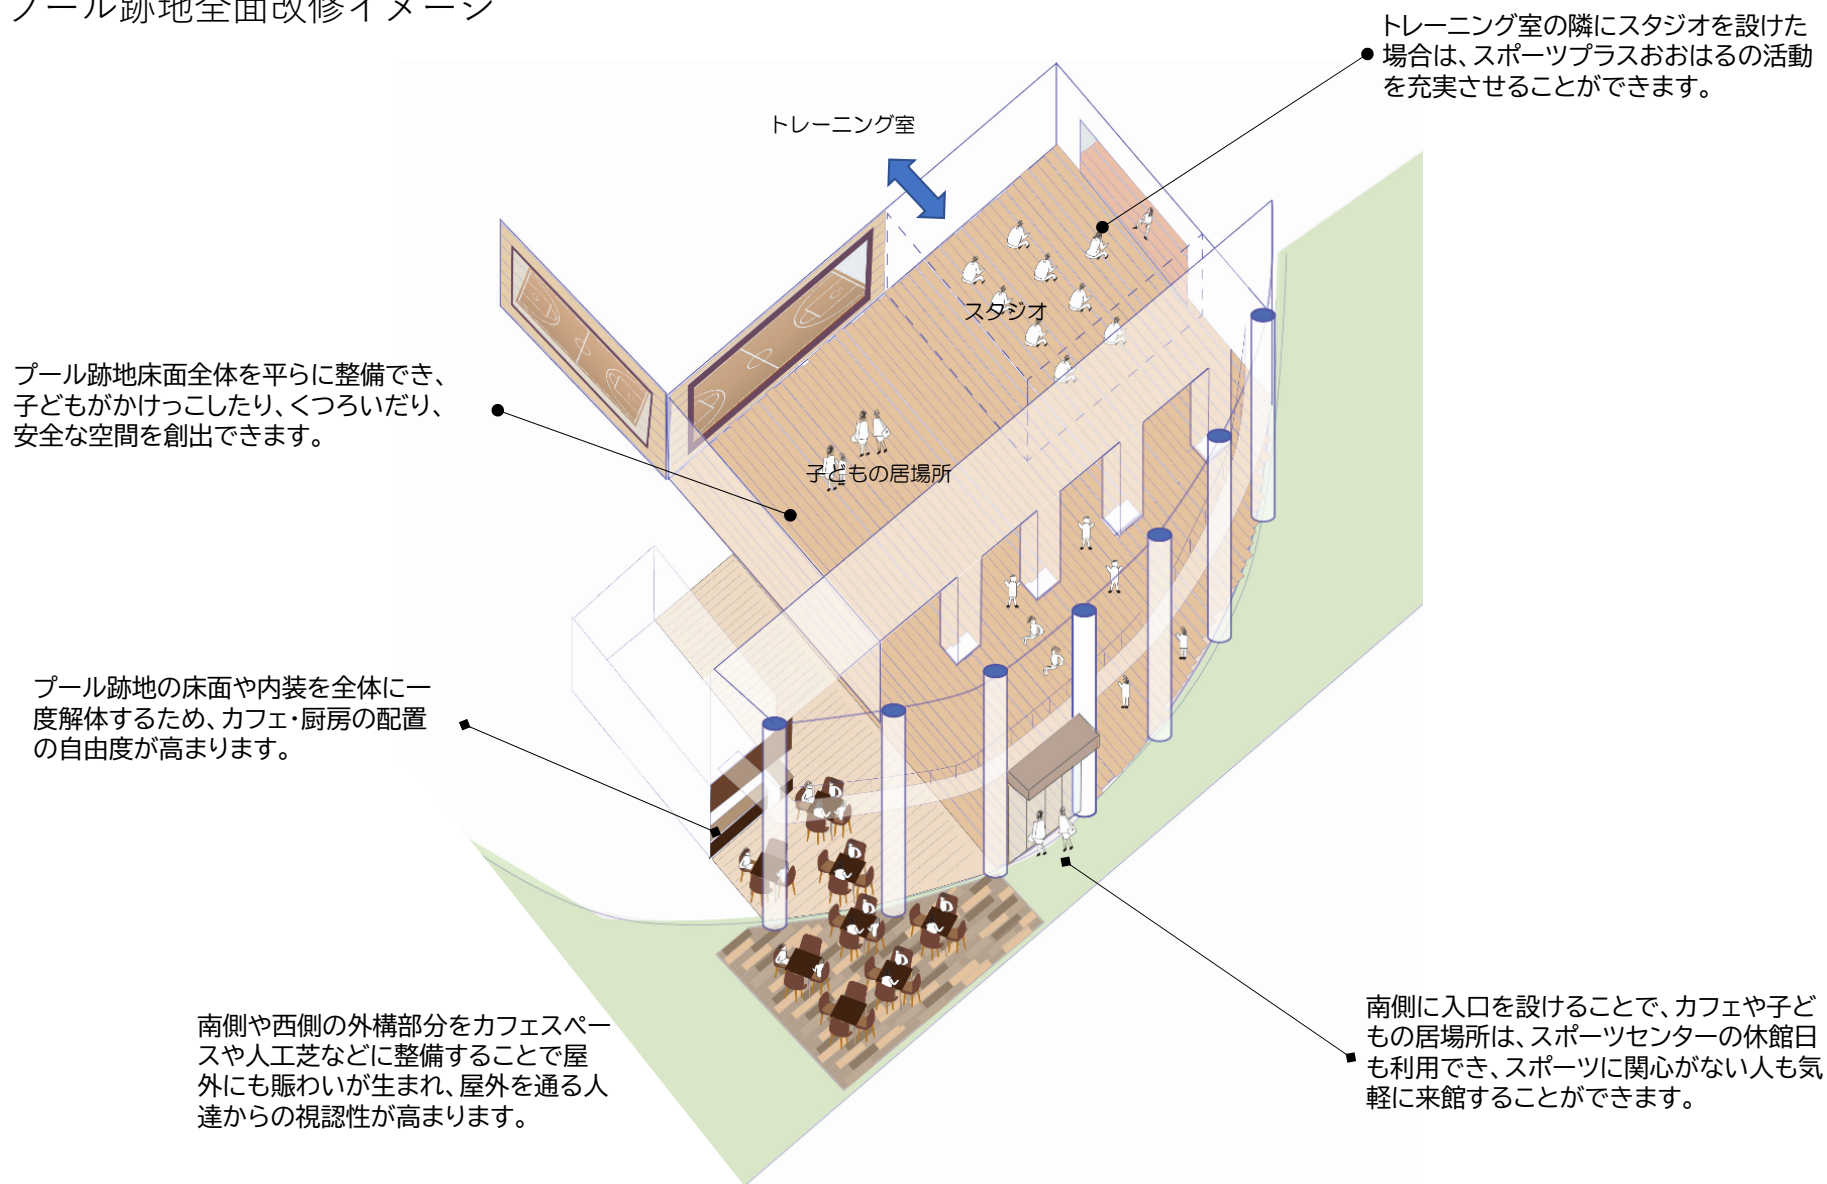 プール跡地全面改修イメージ
トレーニング室の隣にスタジオを設けた
場合は、スポーツプラスおおはるの活動
を充実させることができます。
トレーニング室
スタジオ
プール跡地床面全体を平らに整備でき、
子どもがかけっこしたり、くつろいだり、
安全な空間を創出できます。
子どもの居場所
プール跡地の床面や内装を全体に一
度解体するため、カフェ・厨房の配置
の自由度が高まります。
南側や西側の外構部分をカフェスペー
スや人工芝などに整備することで屋
外にも賑わいが生まれ、屋外を通る人
達からの視認性が高まります。
南側に入口を設けることで、カフェや子ど
もの居場所は、スポーツセンターの休館日
も利用でき、スポーツに関心がない人も気
軽に来館することができます。